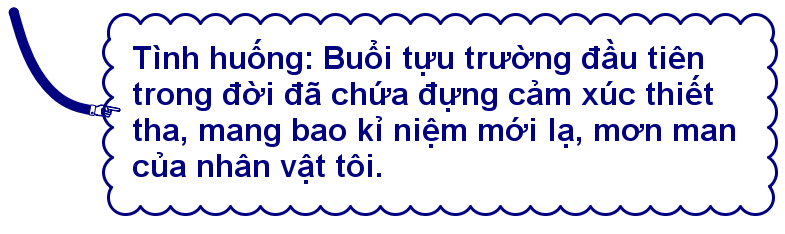 Tình huống: Buổi tựu trường đầu tiên
trong đời đã chứa đựng cảm xúc thiết
tha, mang bao kỉ niệm mới lạ, mơn man
của nhân vật tôi.